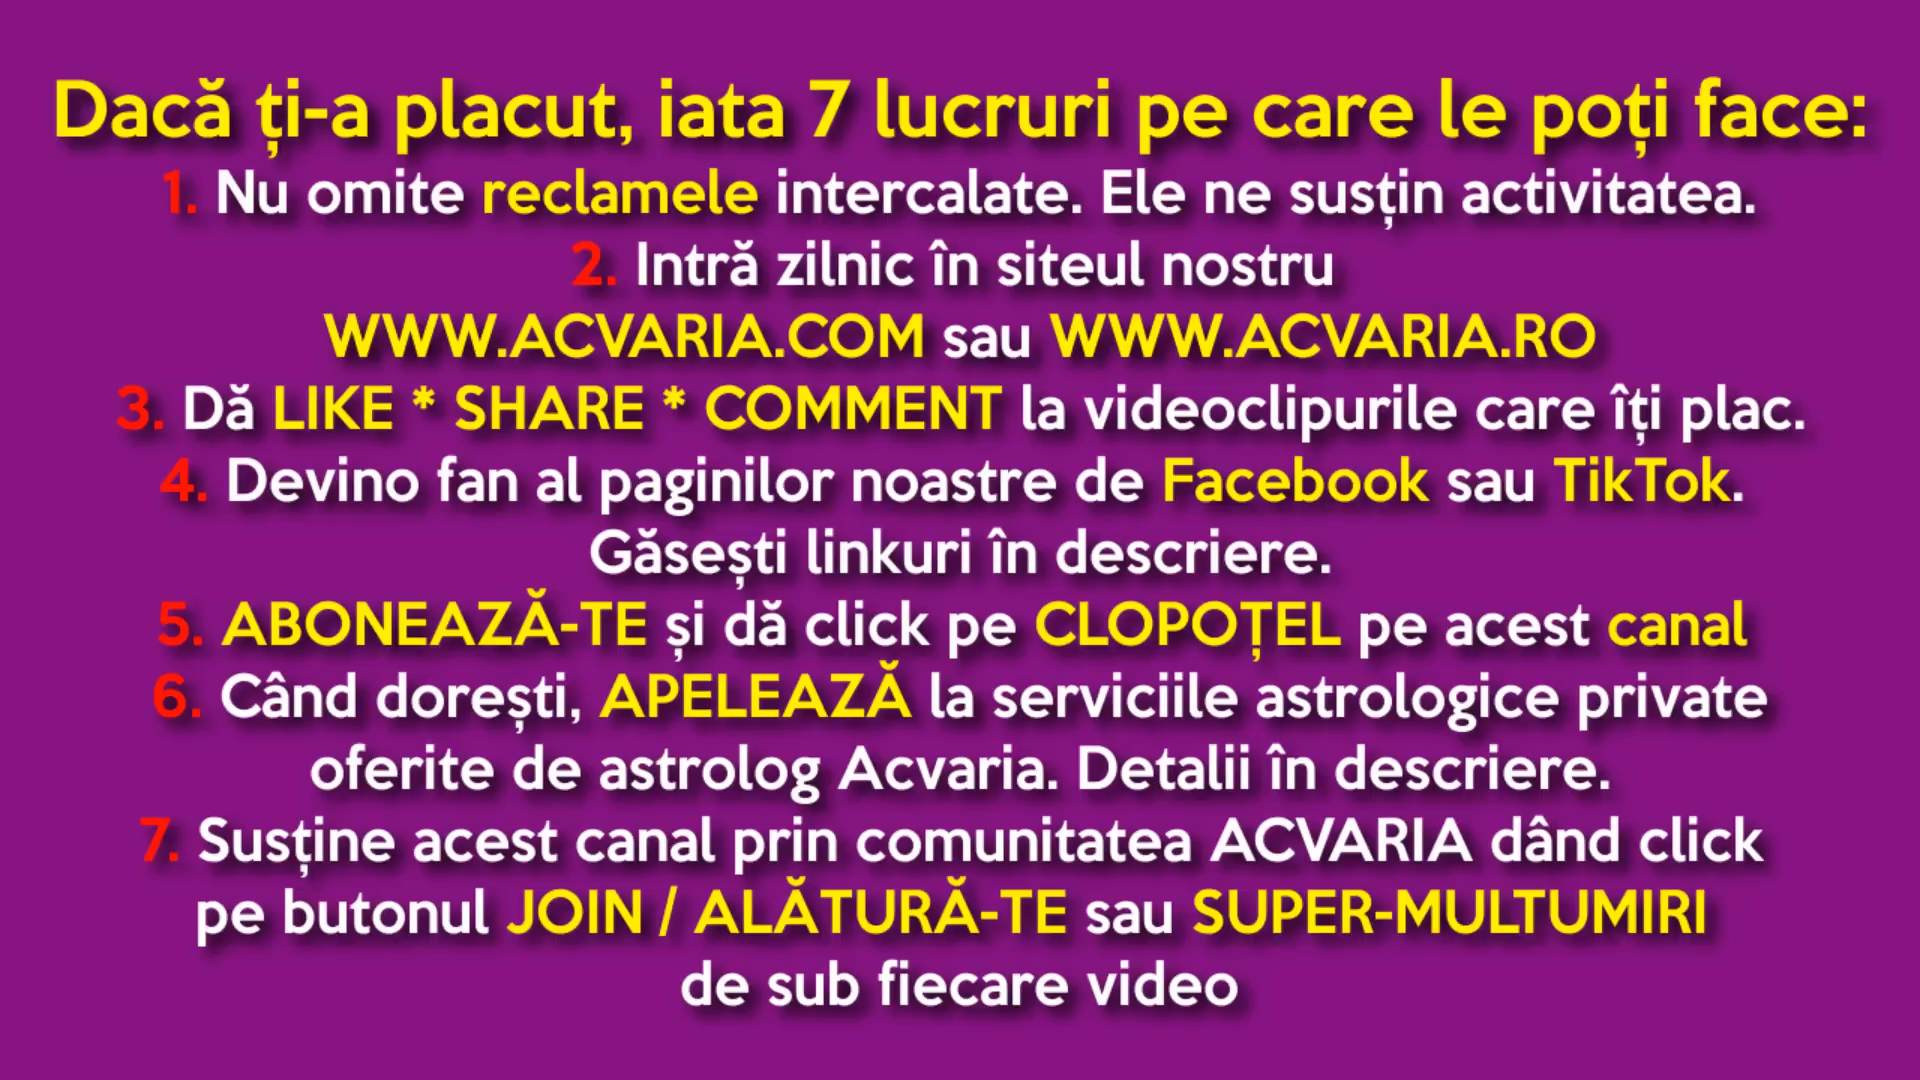 Dacă ți-a placut, iata 7 lucruri pe care le poți face:
1. Nu omite reclamele intercalate. Ele ne susțin activitatea.
2. Intră zilnic în siteul nostru
WWW.ACVARIA.COM sau WWW.ACVARIA.RO
3. Dă LIKE * SHARE * COMMENT la videoclipurile care îți plac.
4. Devino fan al paginilor noastre de Facebook sau TikTok.
Găsești linkuri în descriere.
5. ABONEAZĂ-TE și dă click pe CLOPOȚEL pe acest canal
6. Când dorești, APELEAZĂ la serviciile astrologice private
oferite de astrolog Acvaria. Detalii în descriere.
7. Susține acest canal prin comunitatea ACVARIA dând click
pe butonul JOIN / ALĂTURĂ-TE sau SUPER-MULTUMIRI
de sub fiecare video